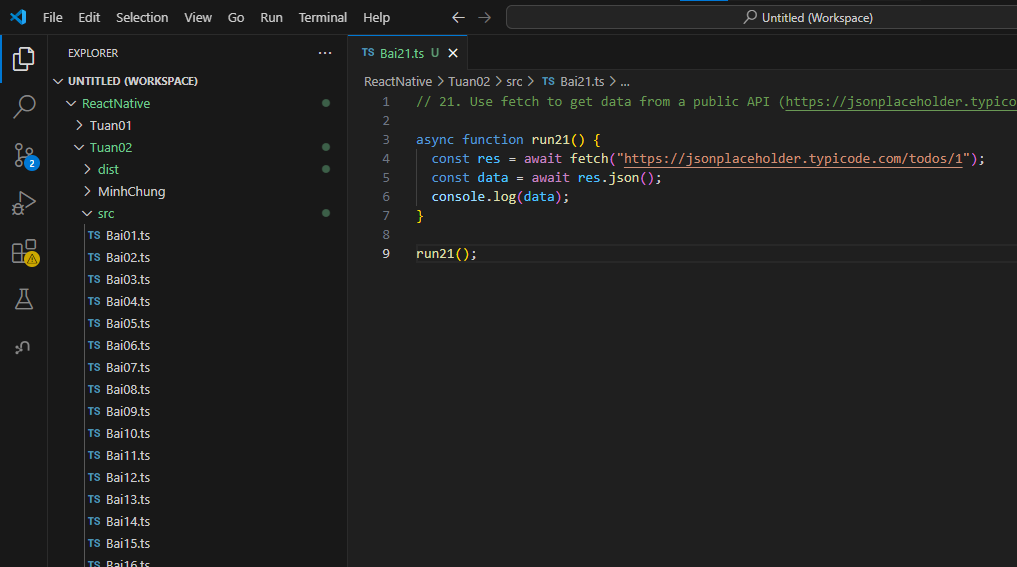 File Edit Selection View Go Run Terminal Help
Untitled (Workspace)
EXPLORER
UNTITLED (WORKSPACE)
ReactNative
Tuan01
Tuan02
dist
MinhChung
src
TS Bai01.ts
TS Bai02.ts
TS Bai03.ts
TS Bai04.ts
TS Bai05.ts
TS Bai06.ts
TS Bai07.ts
TS Bai08.ts
TS Bai09.ts
TS Bai10.ts
TS Bai11.ts
TS Bai12.ts
TS Bai13.ts
TS Bai14.ts
TS Bai15.ts
TS Bai16.ts
2
TS Bai21.ts U
ReactNative > Tuan02 > src > TS Bai21.ts > ...
1 // 21. Use fetch to get data from a public API (https://jsonplaceholder.typico
2
3 async function run21() {
4 const res = await fetch("https://jsonplaceholder.typicode.com/todos/1");
5 const data = await res.json();
6 console.log(data);
7 }
8
9 run21();